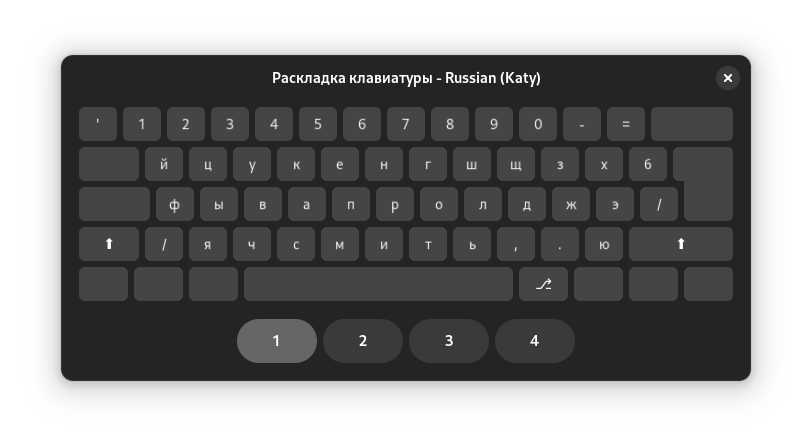 Раскладка клавиатуры - Russian (Katy)
' 1 2 3 4 5 6 7 8 9 0 - =
й ц у к е н г ш щ з х б
ф ы в а п р о л д ж э /
⬆ / я ч с м и т ь , . ю ⬆
⎇
1 2 3 4